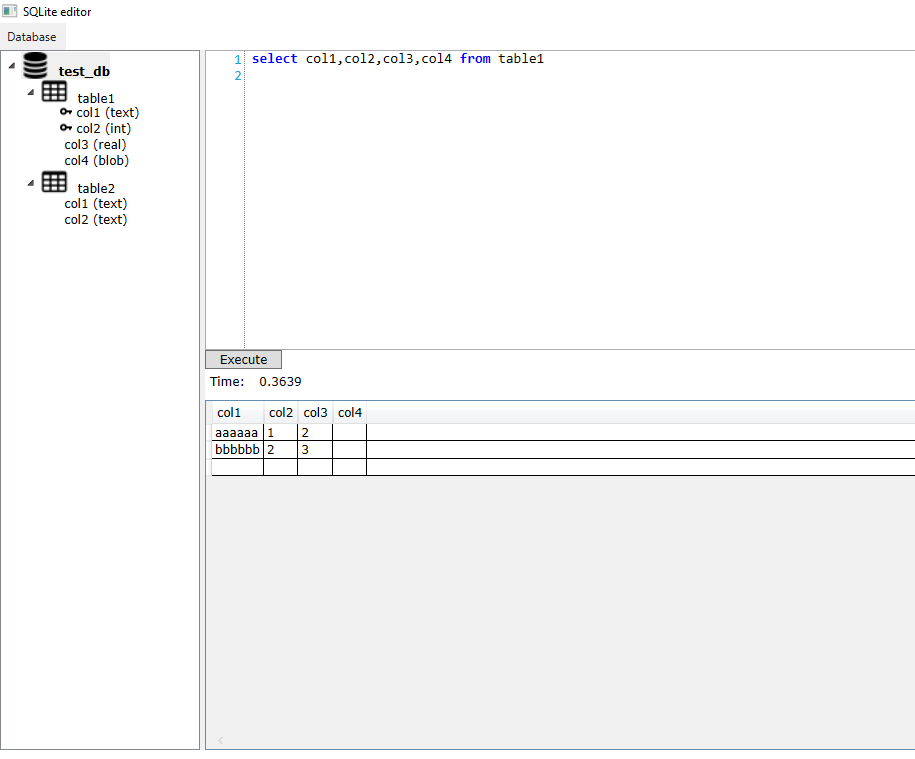 SQLite editor
Database
test_db
table1
col1 (text)
col2 (int)
col3 (real)
col4 (blob)
table2
col1 (text)
col2 (text)
1 select col1,col2,col3,col4 from table1
2
Execute
Time: 0.3639
col1 col2 col3 col4
aaaaaa 1 2
bbbbbb 2 3